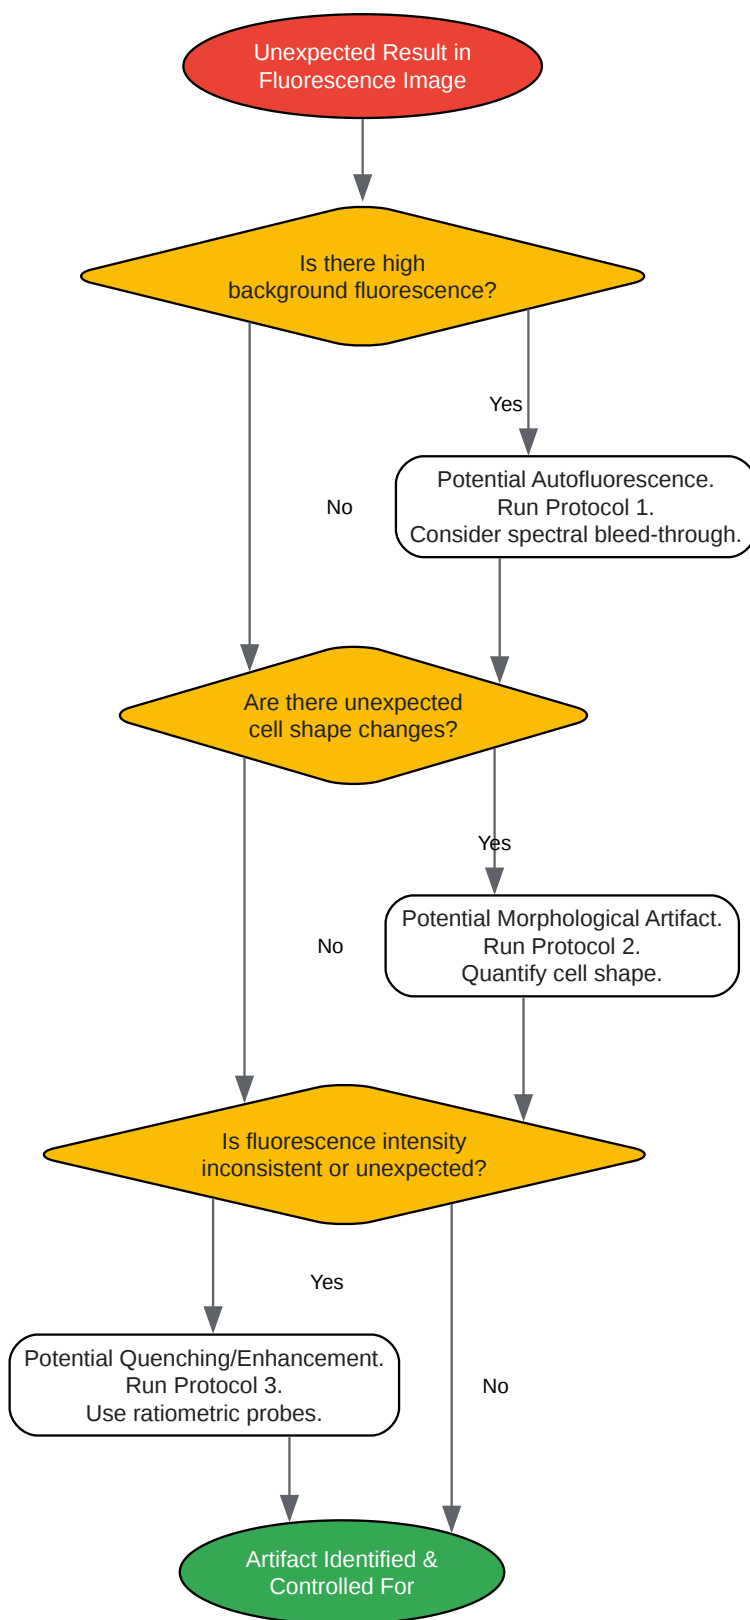 Unexpected Result in
Fluorescence Image
Is there high
background fluorescence?
Yes
Potential Autofluorescence.
Run Protocol 1.
Consider spectral bleed-through.
No
Are there unexpected
cell shape changes?
Yes
Potential Morphological Artifact.
Run Protocol 2.
Quantify cell shape.
No
Is fluorescence intensity
inconsistent or unexpected?
Yes
Potential Quenching/Enhancement.
Run Protocol 3.
Use ratiometric probes.
No
Artifact Identified &
Controlled For